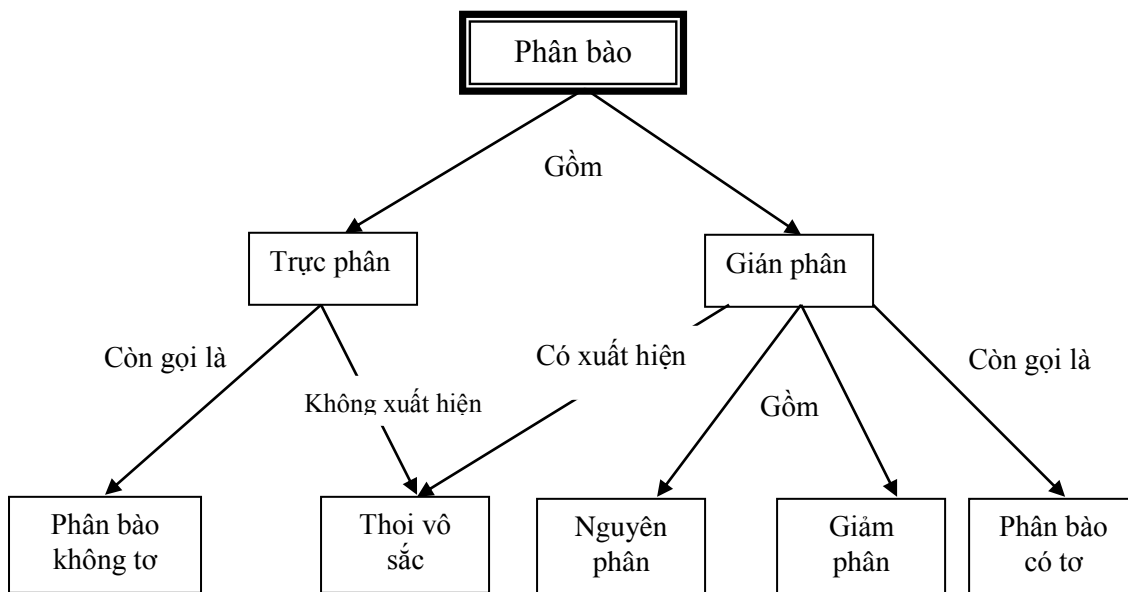 Phân bào
Gồm
Trực phân
Gián phân
Còn gọi là
Không xuất hiện
Có xuất hiện
Gồm
Còn gọi là
Phân bào
không tơ
Thoi vô
sắc
Nguyên
phân
Giảm
phân
Phân bào
có tơ